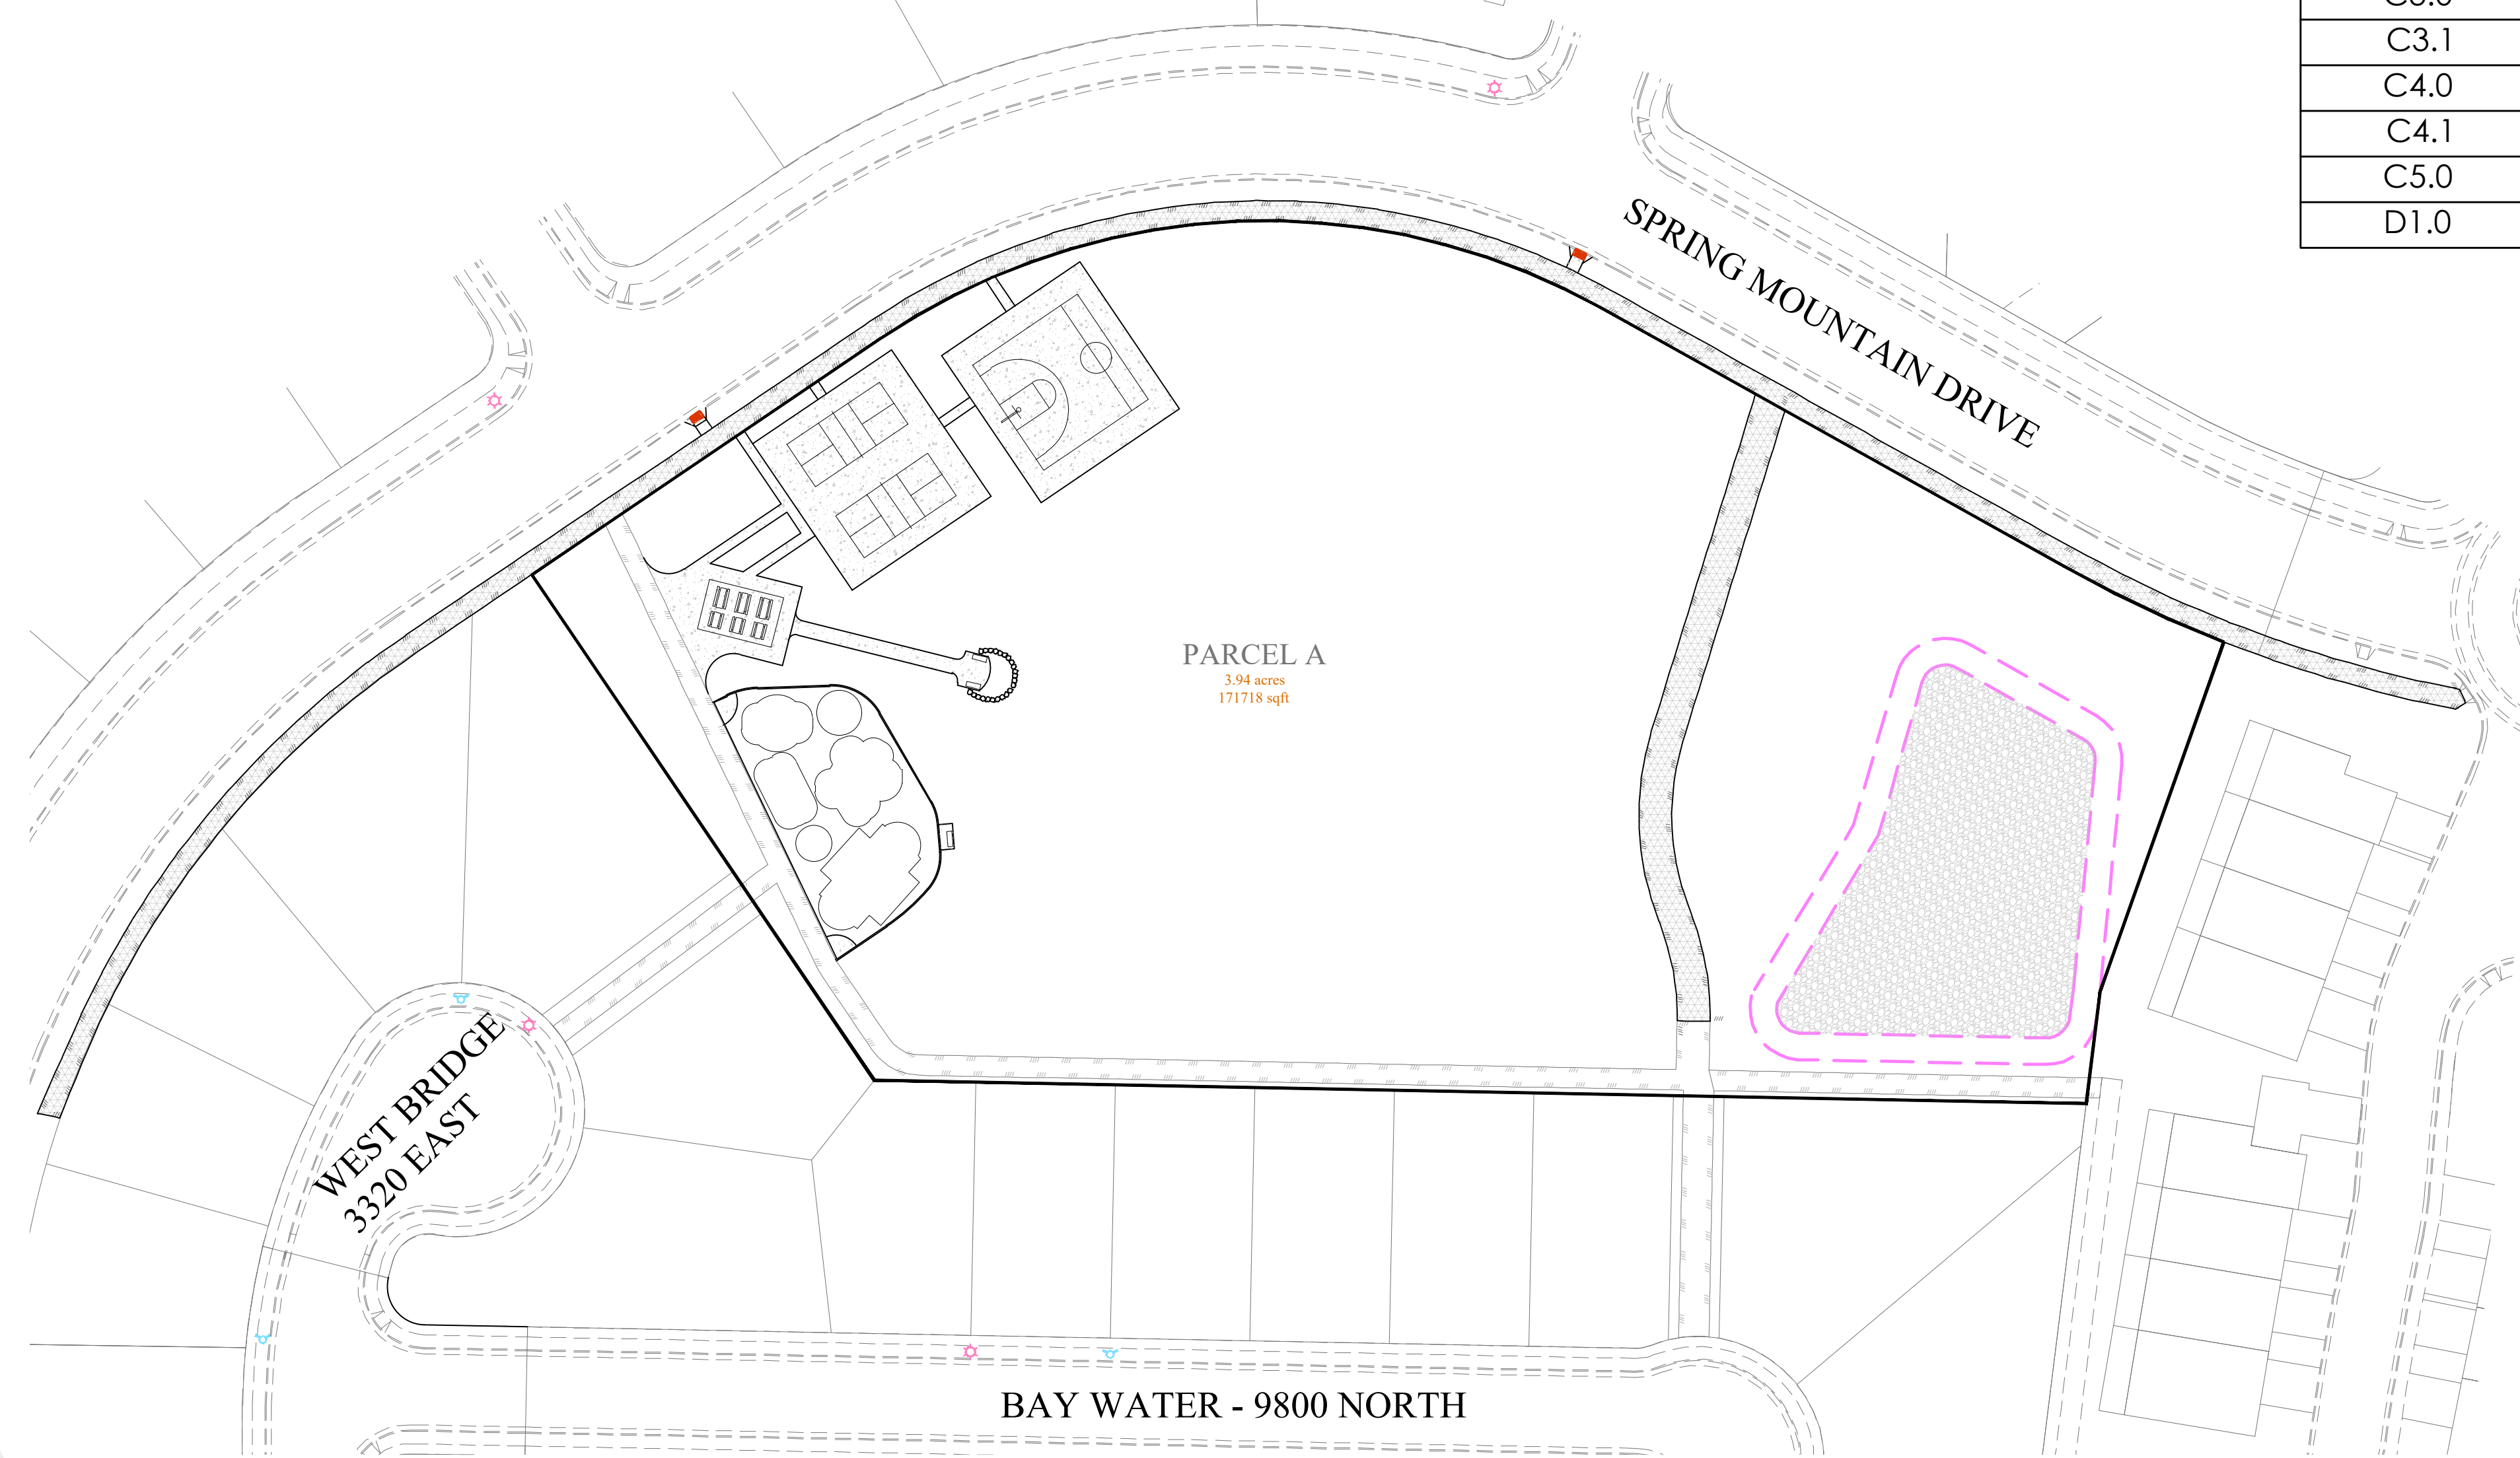 C3.1
C4.0
C4.1
C5.0
D1.0
SPRING MOUNTAIN DRIVE
PARCEL A
3.94 acres
171718 sqft
WEST BRIDGE
3320 EAST
BAY WATER - 9800 NORTH